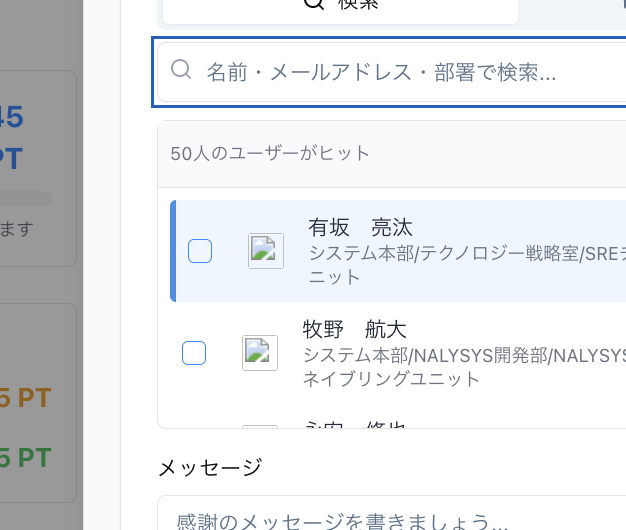 検索
名前・メールアドレス・部署で検索...
45
PT
ます
50人のユーザーがヒット
有坂　亮汰
システム本部/テクノロジー戦略室/SRE
ニット
牧野　航大
システム本部/NALYSYS開発部/NALYSYS
ネイブリングユニット
5 PT
5 PT
メッセージ
感謝のメッセージを書きましょう...